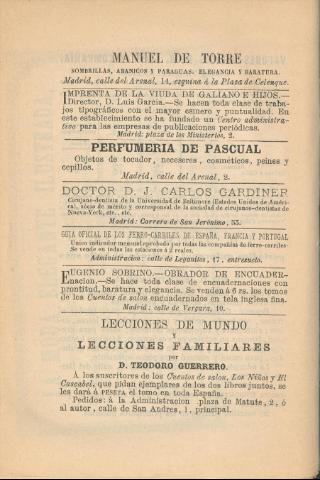 MANUEL DE TORRE
SOMBRILLAS, ABANICOS Y PARAGUAS. ELEGANCIA Y BARATURA.
Madrid, calle del Arenal, 14, esquina á la Plaza de Celenque.
IMPRENTA DE LA VIUDA DE GALIANO E HIJOS.—
Director, D. Luis Garcia.—Se hacen toda clase de traba-
jos tipográficos con el mayor esmero y puntualidad. En
este establecimiento se ha fundado un Centro administra-
tivo para las empresas de publicaciones periódicas.
Madrid: plaza de los Ministerios, 2.
PERFUMERIA DE PASCUAL
Objetos de tocador, neceseres, cosméticos, peines y
cepillos.
Madrid, calle del Arenal, 2.
DOCTOR D. J. CARLOS GARDINER
Cirujano-dentista de la Universidad de Baltimore (Estados Unidos de Améri-
ca), sócio de mérito y corresponsal de la sociedad de cirujanos-dentistas de
Nueva-York, etc., etc.
Madrid: Carrera de San Jerónimo, 35.
GUIA OFICIAL DE LOS FERRO-CARRILES DE ESPAÑA, FRANCIA Y PORTUGAL
Unico indicador mensual aprobado por todas las compañías de ferro-carriles
Se vende en todas las estaciones á 2 reales.
Administracion: calle de Leganitos, 47, entresuelo.
EUGENIO SOBRINO.—OBRADOR DE ENCUADER-
nacion.—Se hace toda clase de encuadernaciones con
prontitud, baratura y elegancia. Se venden á 6 rs. los tomos
de los Cuentos de salon encuadernados en tela inglesa fina.
Madrid: calle de Vergara, 10.
LECCIONES DE MUNDO
Y
LECCIONES FAMILIARES
por
D. TEODORO GUERRERO.
Á los suscritores de los Cuentos de salon, Los Niños y El
Cascabel, que pidan ejemplares de los dos libros juntos, se
les dará á PESETA el tomo en toda España.
Pedidos: á la Administracion plaza de Matute, 2, ó
al autor, calle de San Andres, 1, principal.